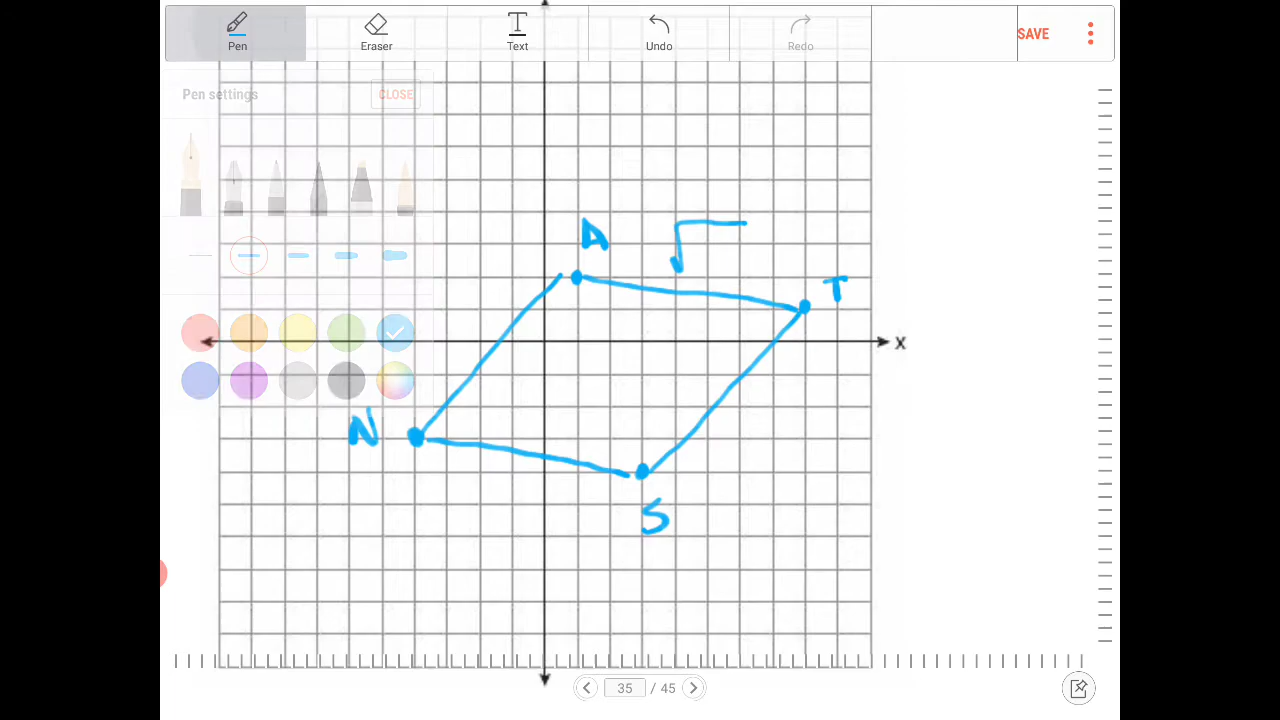 Pen
Eraser
Text
Undo
Redo
SAVE
Pen settings
CLOSE
A
T
x
N
S
35 / 45